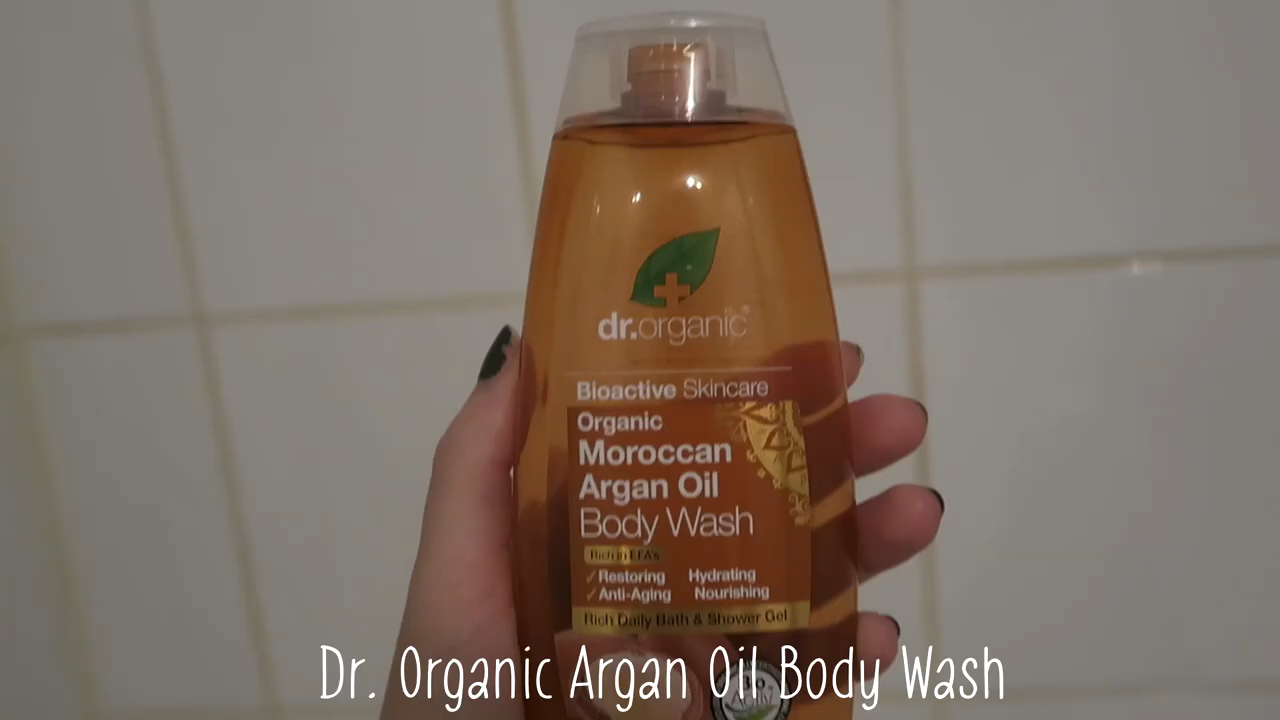 dr.organic
Bioactive Skincare
Organic
Moroccan
Argan Oil
Body Wash
Rich in EFA's
✓Restoring Hydrating
✓Anti-Aging Nourishing
Rich Daily Bath & Shower Gel
Dr. Organic Argan Oil Body Wash